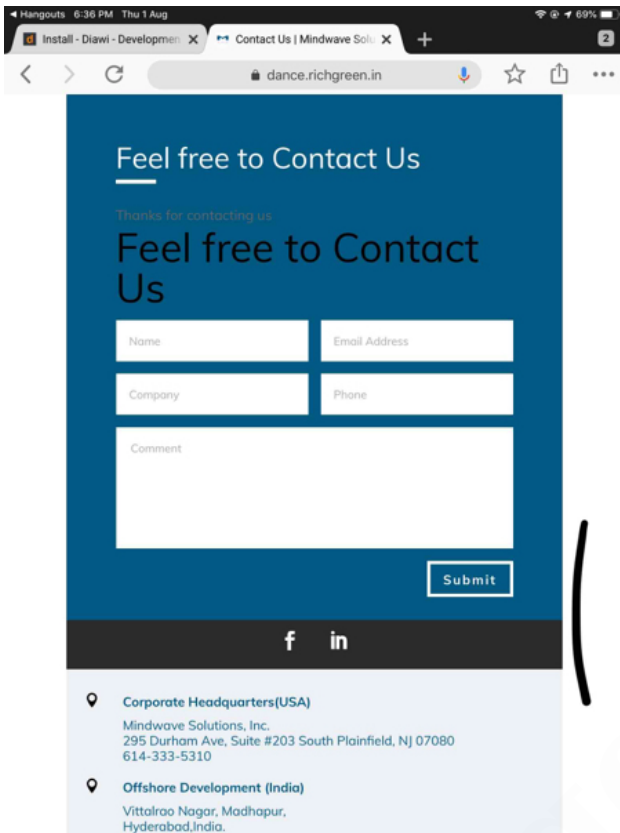 Hangouts 6:36 PM Thu 1 Aug 69%
Install - Diawi - Developmen Contact Us | Mindwave Solu 2
dance.richgreen.in
Feel free to Contact Us
Thanks for contacting us
Feel free to Contact
Us
Name Email Address
Company Phone
Comment
Submit
f in
Corporate Headquarters(USA)
Mindwave Solutions, Inc.
295 Durham Ave, Suite #203 South Plainfield, NJ 07080
614-333-5310
Offshore Development (India)
Vittalrao Nagar, Madhapur,
Hyderabad,India.